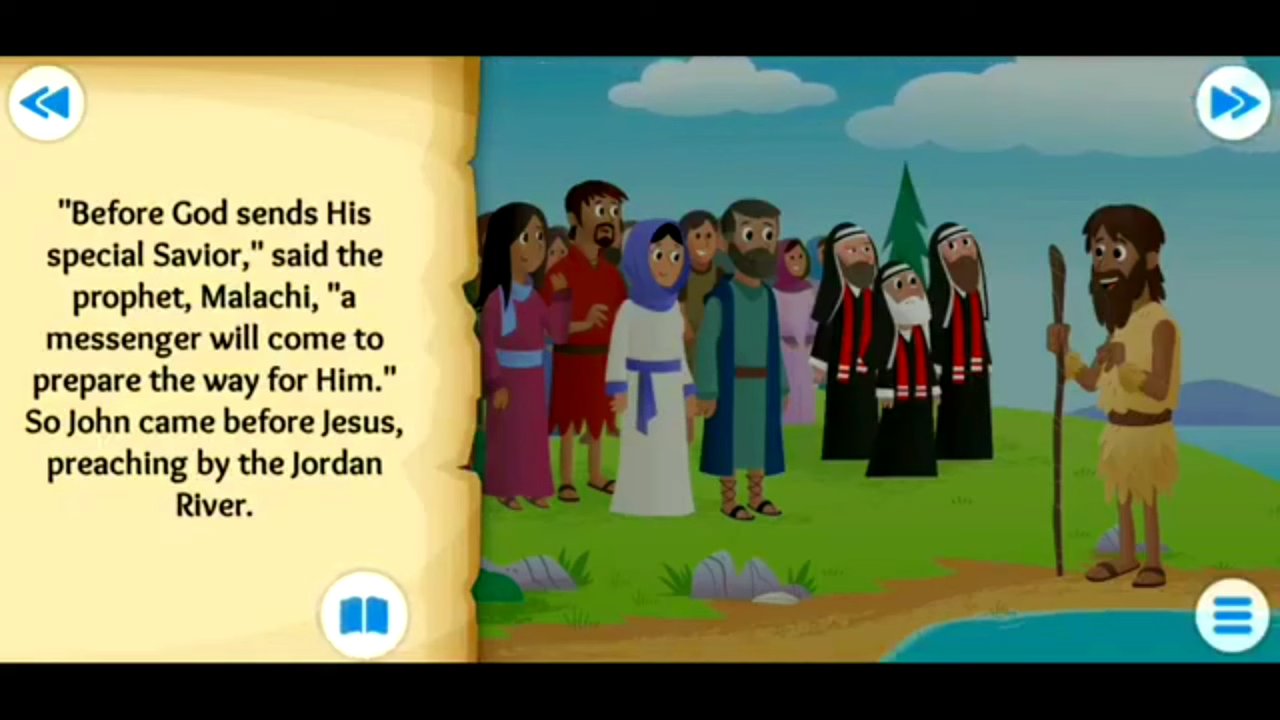 "Before God sends His
special Savior," said the
prophet, Malachi, "a
messenger will come to
prepare the way for Him."
So John came before Jesus,
preaching by the Jordan
River.